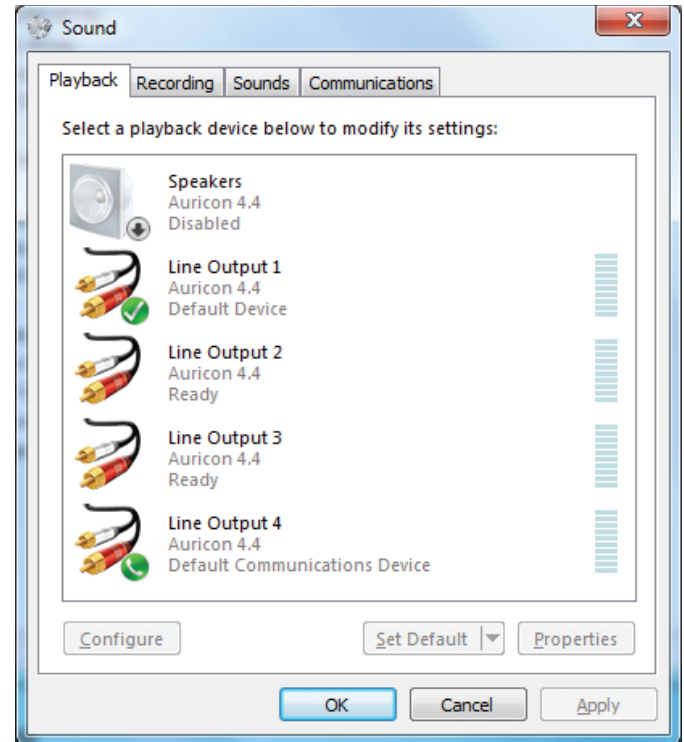 Sound
Playback Recording Sounds Communications
Select a playback device below to modify its settings:
Speakers
Auricon 4.4
Disabled
Line Output 1
Auricon 4.4
Default Device
Line Output 2
Auricon 4.4
Ready
Line Output 3
Auricon 4.4
Ready
Line Output 4
Auricon 4.4
Default Communications Device
Configure Set Default Properties
OK Cancel Apply